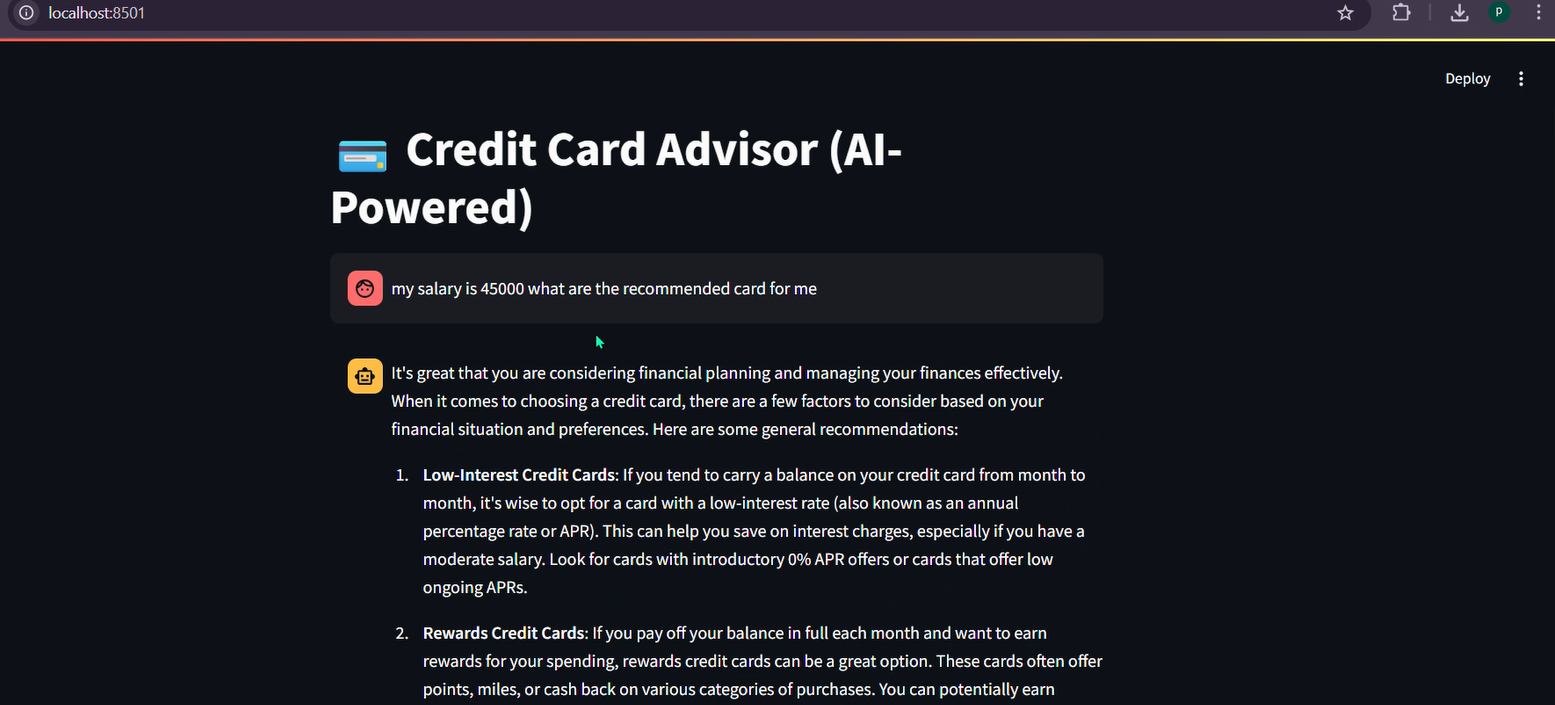 localhost:8501
P
Deploy
Credit Card Advisor (AI-
Powered)
my salary is 45000 what are the recommended card for me
It's great that you are considering financial planning and managing your finances effectively.
When it comes to choosing a credit card, there are a few factors to consider based on your
financial situation and preferences. Here are some general recommendations:
1. Low-Interest Credit Cards: If you tend to carry a balance on your credit card from month to
month, it's wise to opt for a card with a low-interest rate (also known as an annual
percentage rate or APR). This can help you save on interest charges, especially if you have a
moderate salary. Look for cards with introductory 0% APR offers or cards that offer low
ongoing APRs.
2. Rewards Credit Cards: If you pay off your balance in full each month and want to earn
rewards for your spending, rewards credit cards can be a great option. These cards often offer
points, miles, or cash back on various categories of purchases. You can potentially earn